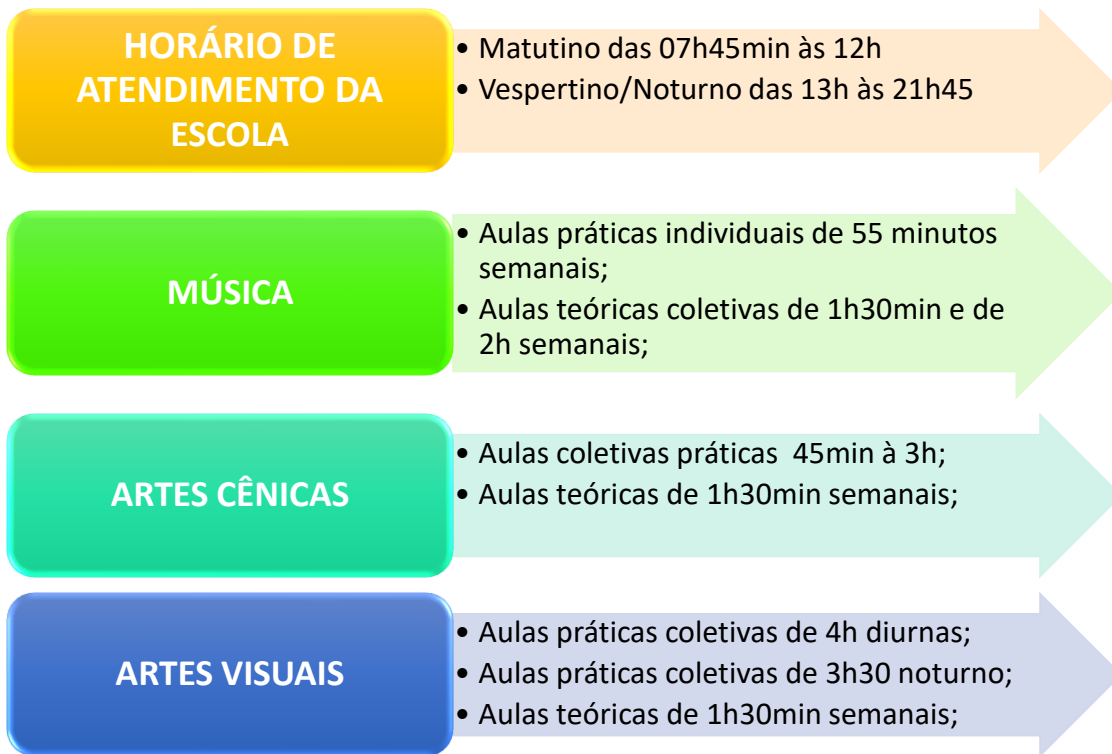 HORÁRIO DE
ATENDIMENTO DA
ESCOLA
• Matutino das 07h45min às 12h
• Vespertino/Noturno das 13h às 21h45
MÚSICA
• Aulas práticas individuais de 55 minutos
semanais;
• Aulas teóricas coletivas de 1h30min e de
2h semanais;
ARTES CÊNICAS
• Aulas coletivas práticas  45min à 3h;
• Aulas teóricas de 1h30min semanais;
ARTES VISUAIS
• Aulas práticas coletivas de 4h diurnas;
• Aulas práticas coletivas de 3h30 noturno;
• Aulas teóricas de 1h30min semanais;